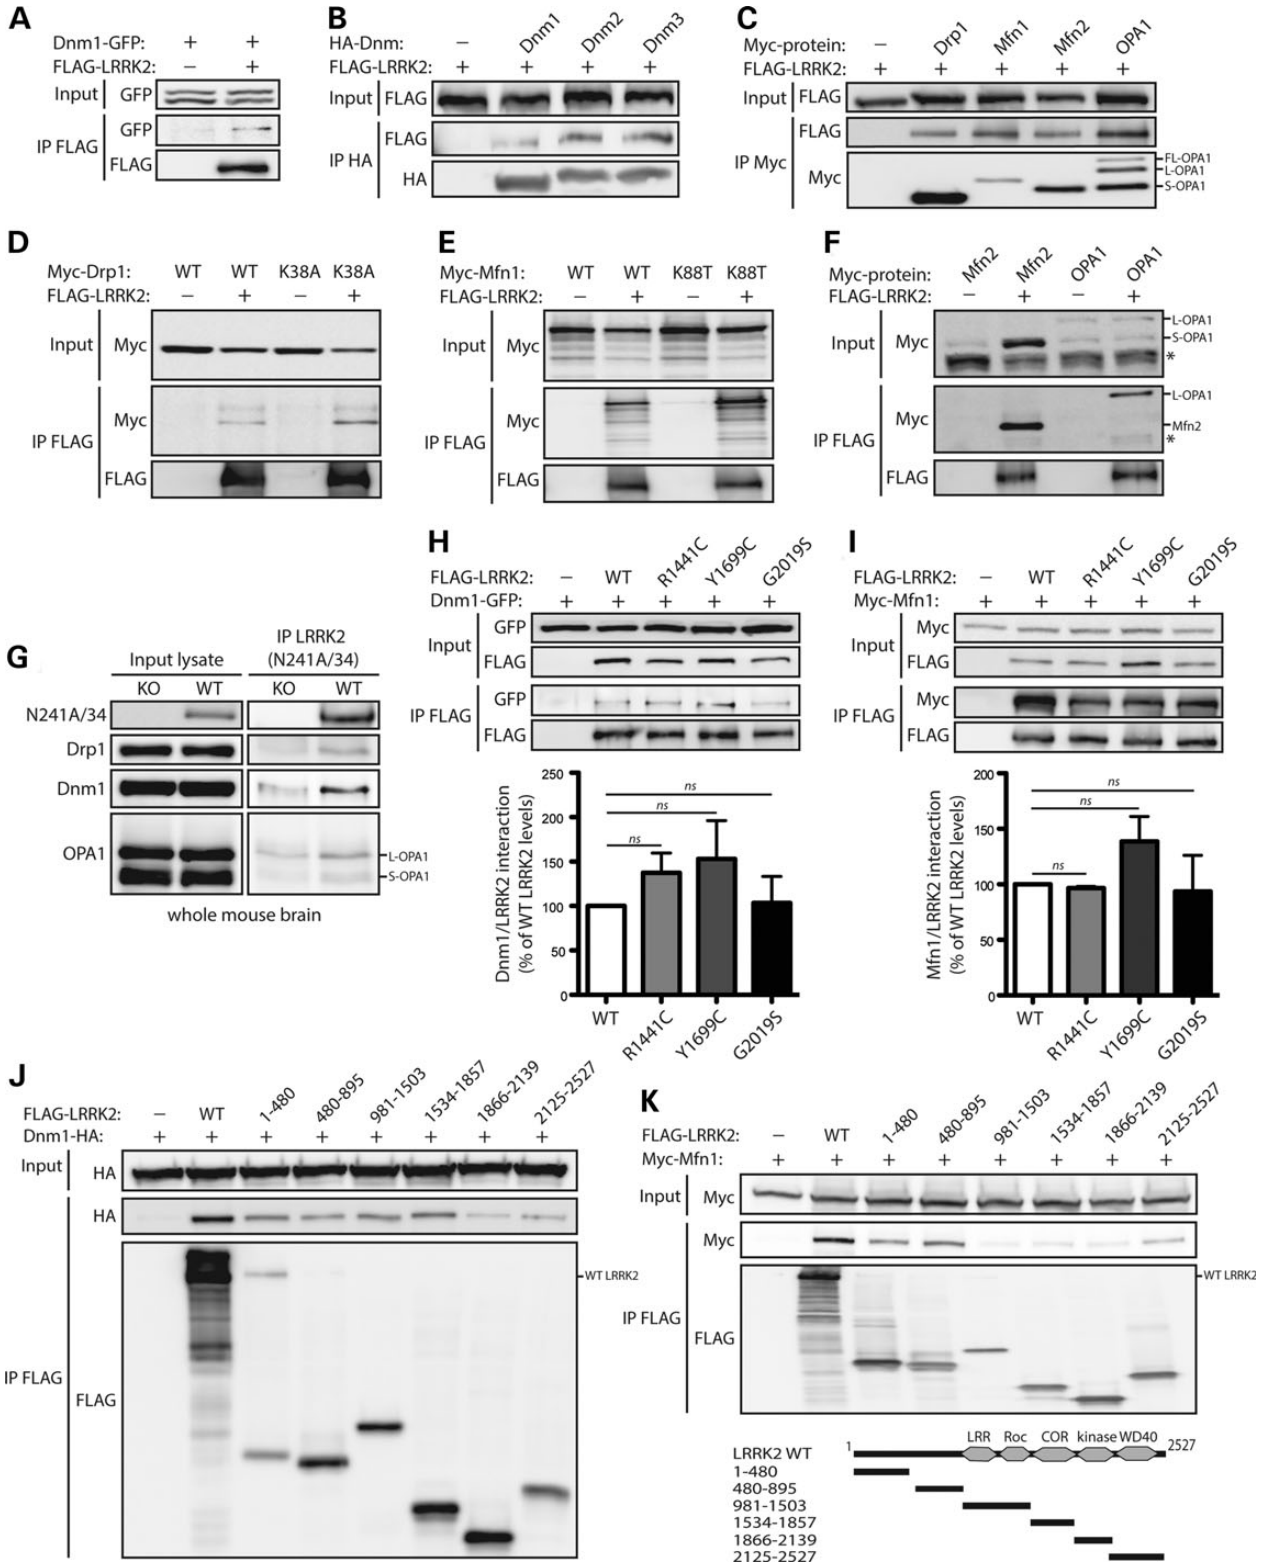 A
Dnm1-GFP: + +
FLAG-LRRK2: − +
Input GFP
IP FLAG
GFP
FLAG
B
HA-Dnm: − Dnm1 Dnm2 Dnm3
FLAG-LRRK2: + + + +
Input FLAG
IP HA
FLAG
HA
C
Myc-protein: − Drp1 Mfn1 Mfn2 OPA1
FLAG-LRRK2: + + + + +
Input FLAG
IP Myc
FLAG
Myc
FL-OPA1
L-OPA1
S-OPA1
D
Myc-Drp1: WT WT K38A K38A
FLAG-LRRK2: − + − +
Input Myc
IP FLAG
Myc
FLAG
E
Myc-Mfn1: WT WT K88T K88T
FLAG-LRRK2: − + − +
Input Myc
IP FLAG
Myc
FLAG
F
Myc-protein: Mfn2 Mfn2 OPA1 OPA1
FLAG-LRRK2: − + − +
Input Myc
L-OPA1
S-OPA1
*
IP FLAG
Myc
L-OPA1
Mfn2
*
FLAG
G
Input lysate
IP LRRK2
(N241A/34)
KO WT KO WT
N241A/34
Drp1
Dnm1
OPA1
L-OPA1
S-OPA1
whole mouse brain
H
FLAG-LRRK2: − WT R1441C Y1699C G2019S
Dnm1-GFP: + + + + +
Input
GFP
FLAG
IP FLAG
GFP
FLAG
Dnm1/LRRK2 interaction
(% of WT LRRK2 levels)
250
200
150
100
50
0
ns
ns
ns
WT R1441C Y1699C G2019S
I
FLAG-LRRK2: − WT R1441C Y1699C G2019S
Myc-Mfn1: + + + + +
Input
Myc
FLAG
IP FLAG
Myc
FLAG
Mfn1/LRRK2 interaction
(% of WT LRRK2 levels)
200
150
100
50
0
ns
ns
ns
WT R1441C Y1699C G2019S
J
FLAG-LRRK2: − WT 1-480 480-895 981-1503 1534-1857 1866-2139 2125-2527
Dnm1-HA: + + + + + + + +
Input HA
HA
IP FLAG
FLAG
WT LRRK2
K
FLAG-LRRK2: − WT 1-480 480-895 981-1503 1534-1857 1866-2139 2125-2527
Myc-Mfn1: + + + + + + + +
Input Myc
Myc
IP FLAG
FLAG
WT LRRK2
LRR Roc COR kinase WD40
LRRK2 WT 1 2527
1-480
480-895
981-1503
1534-1857
1866-2139
2125-2527